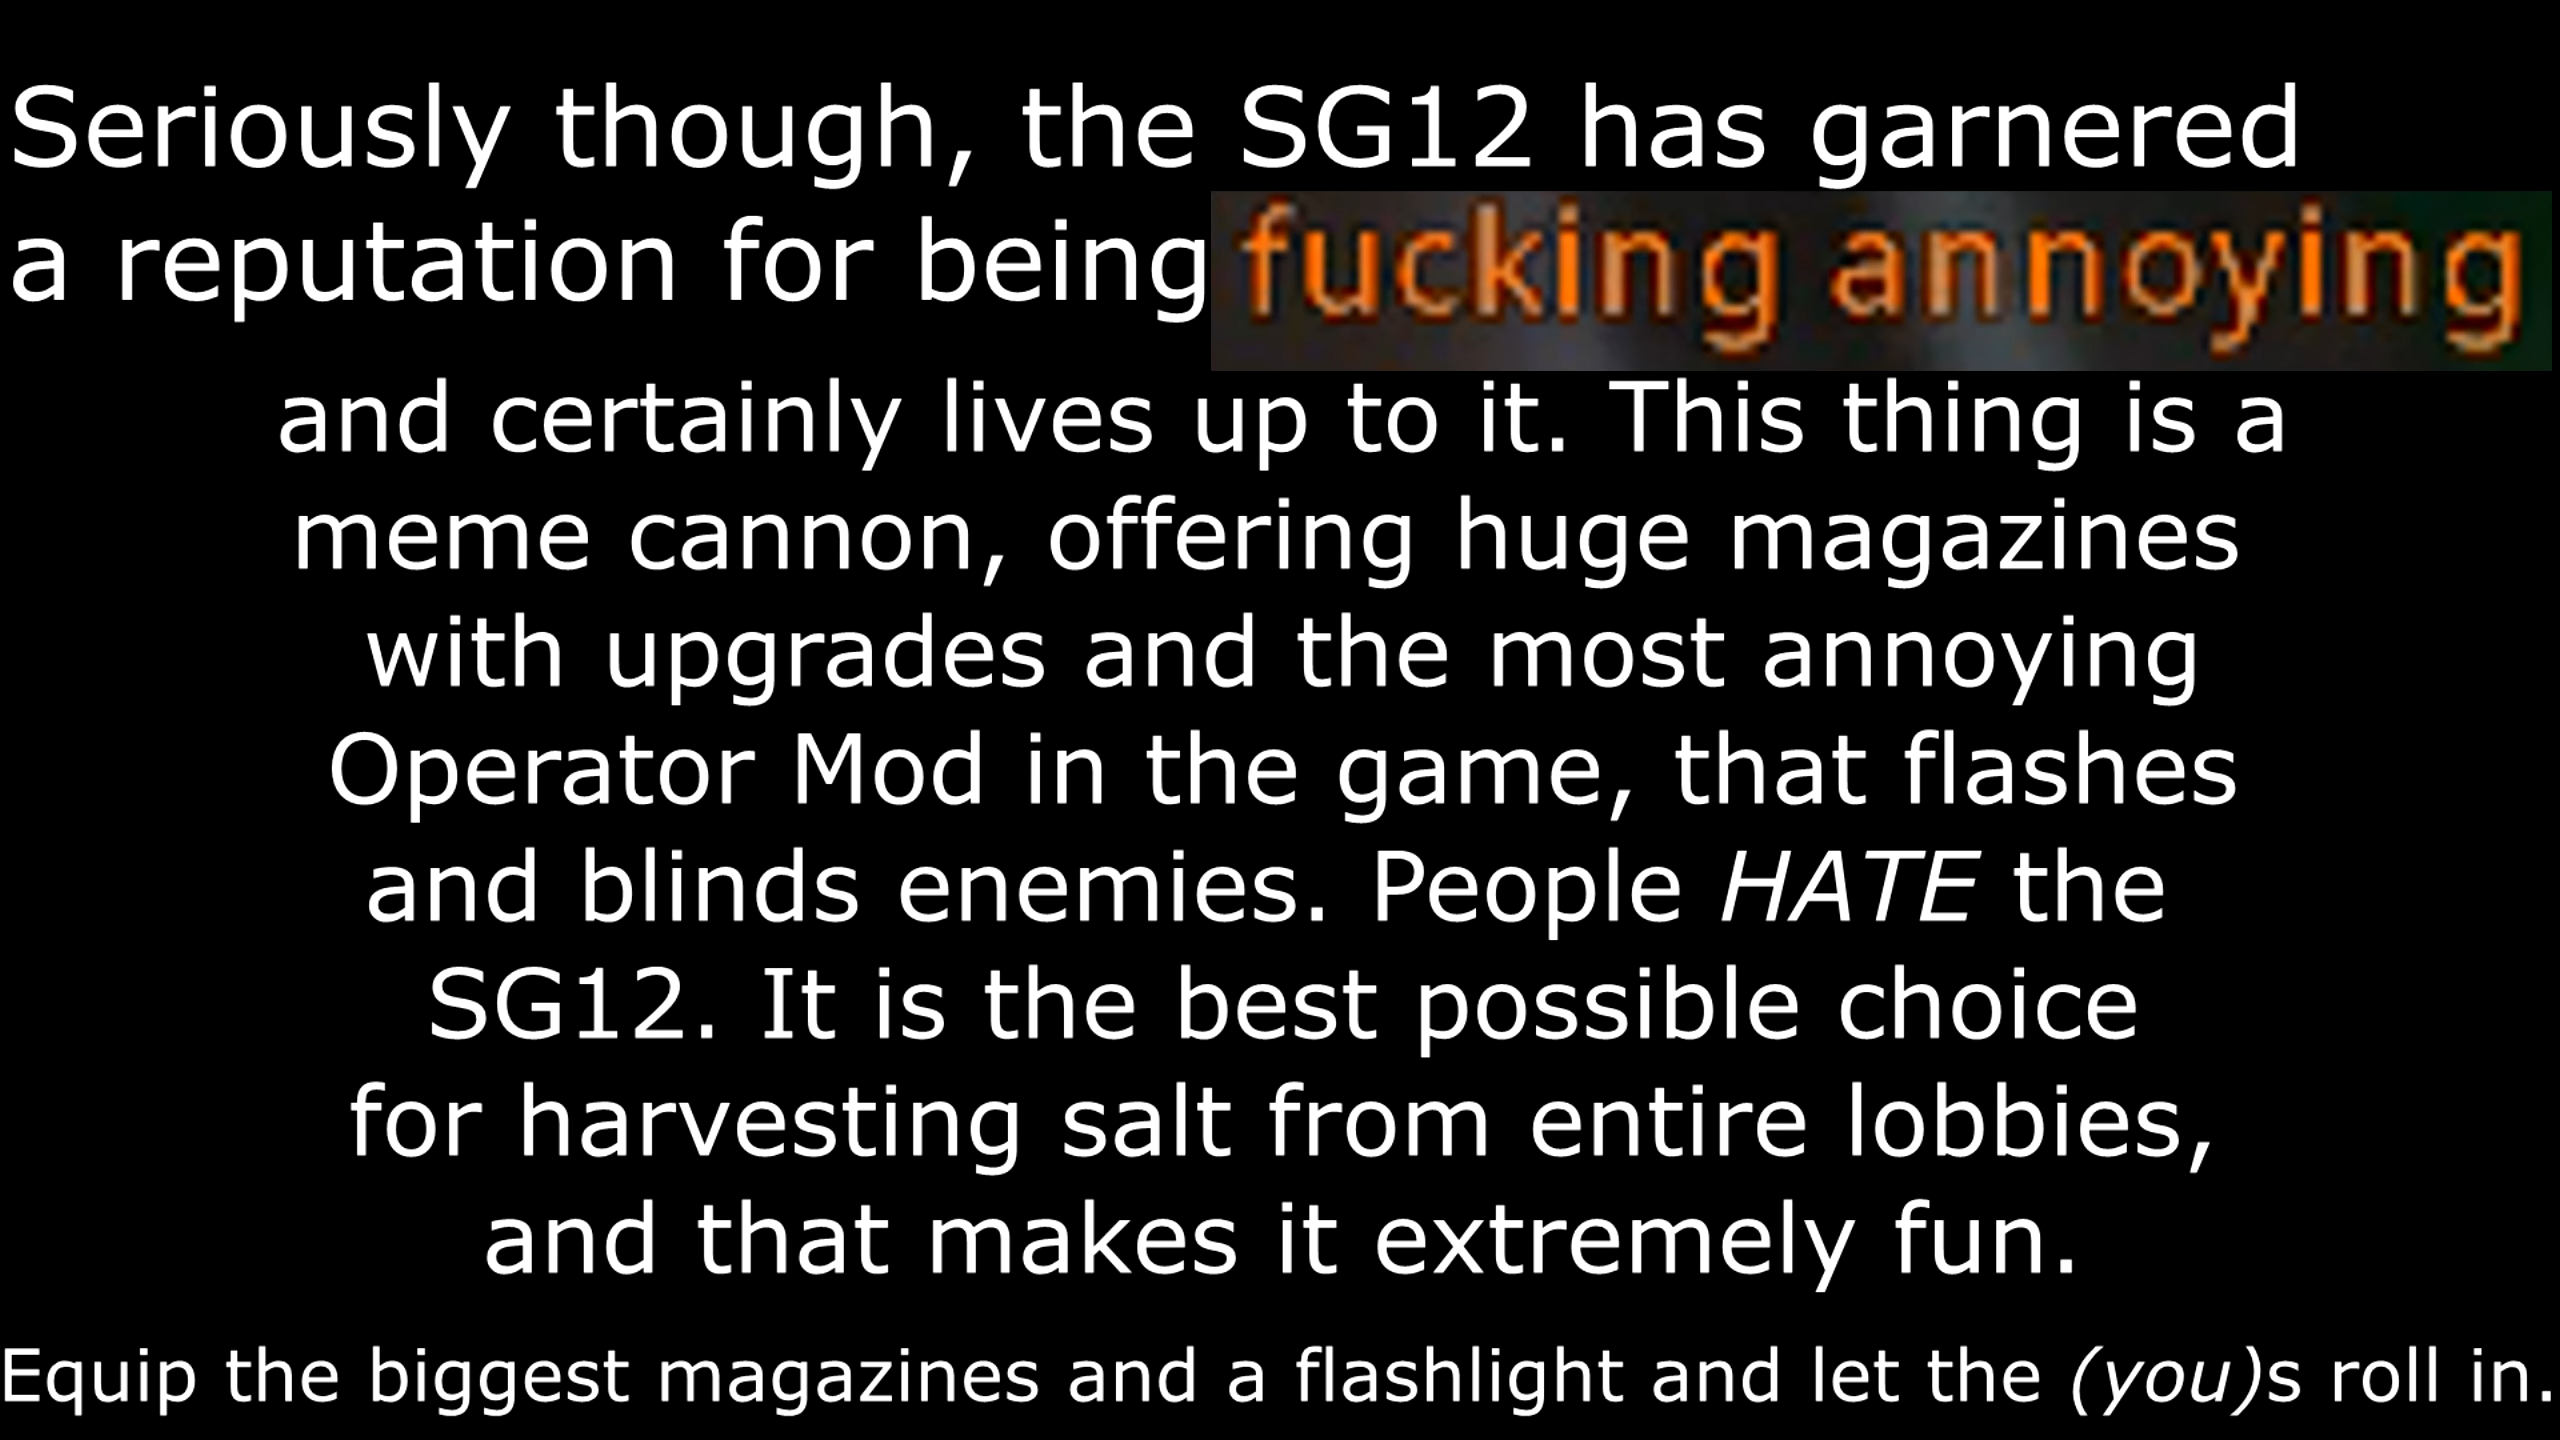 Seriously though, the SG12 has garnered
a reputation for being fucking annoying
and certainly lives up to it. This thing is a
meme cannon, offering huge magazines
with upgrades and the most annoying
Operator Mod in the game, that flashes
and blinds enemies. People HATE the
SG12. It is the best possible choice
for harvesting salt from entire lobbies,
and that makes it extremely fun.
Equip the biggest magazines and a flashlight and let the (you)s roll in.